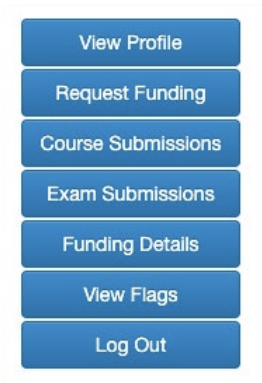 View Profile
Request Funding
Course Submissions
Exam Submissions
Funding Details
View Flags
Log Out